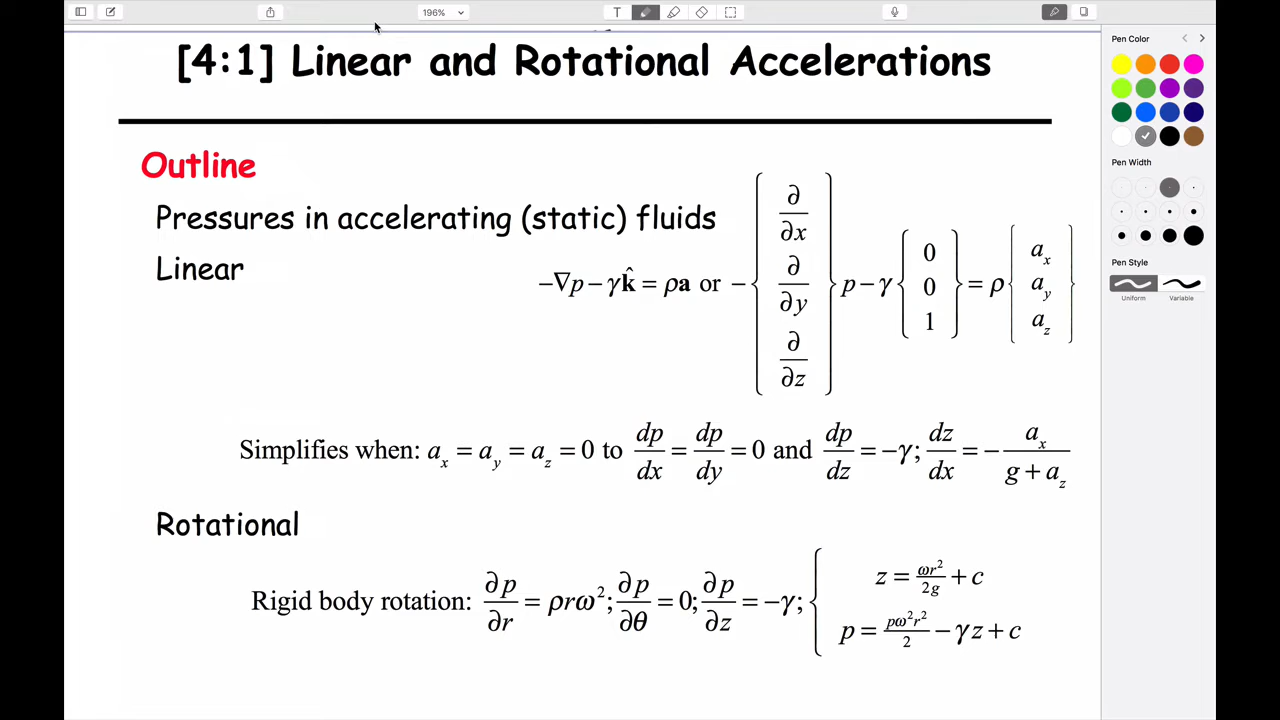 196%
T
[4:1] Linear and Rotational Accelerations
Pen Color
Outline
Pressures in accelerating (static) fluids
Linear
−∇p − γk̂ = ρa or − { ∂/∂x ∂/∂y ∂/∂z } p − γ { 0 0 1 } = ρ { a_x a_y a_z }
Simplifies when: a_x = a_y = a_z = 0 to dp/dx = dp/dy = 0 and dp/dz = −γ; dz/dx = − a_x/(g + a_z)
Rotational
Rigid body rotation: ∂p/∂r = ρrω²; ∂p/∂θ = 0; ∂p/∂z = −γ; { z = ωr²/2g + c
p = pω²r²/2 − γz + c
Pen Width
Pen Style
Uniform
Variable